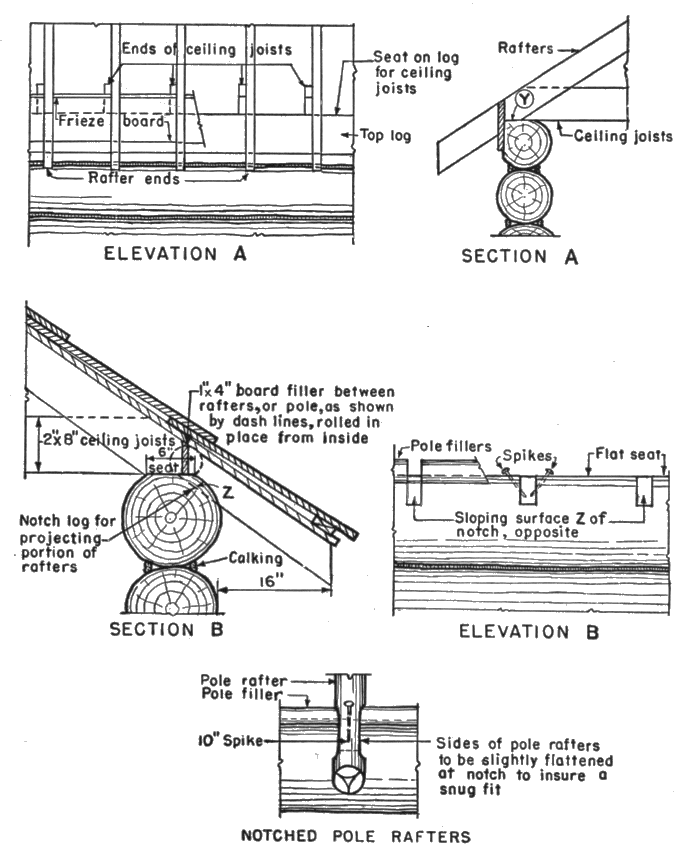 Ends of ceiling joists
Seat on log
for ceiling
joists
Frieze board
Top log
Rafter ends
ELEVATION A
Rafters
Y
Ceiling joists
SECTION A
1"x 4" board filler between
rafters, or pole, as shown
by dash lines, rolled in
place from inside
2"x8" ceiling joists
6"
seat
Z
Notch log for
projecting
portion of
rafters
Calking
16"
SECTION B
Pole fillers
Spikes
Flat seat
Sloping surface Z of
notch, opposite
ELEVATION B
Pole rafter
Pole filler
10" Spike
Sides of pole rafters
to be slightly flattened
at notch to insure a
snug fit
NOTCHED POLE RAFTERS